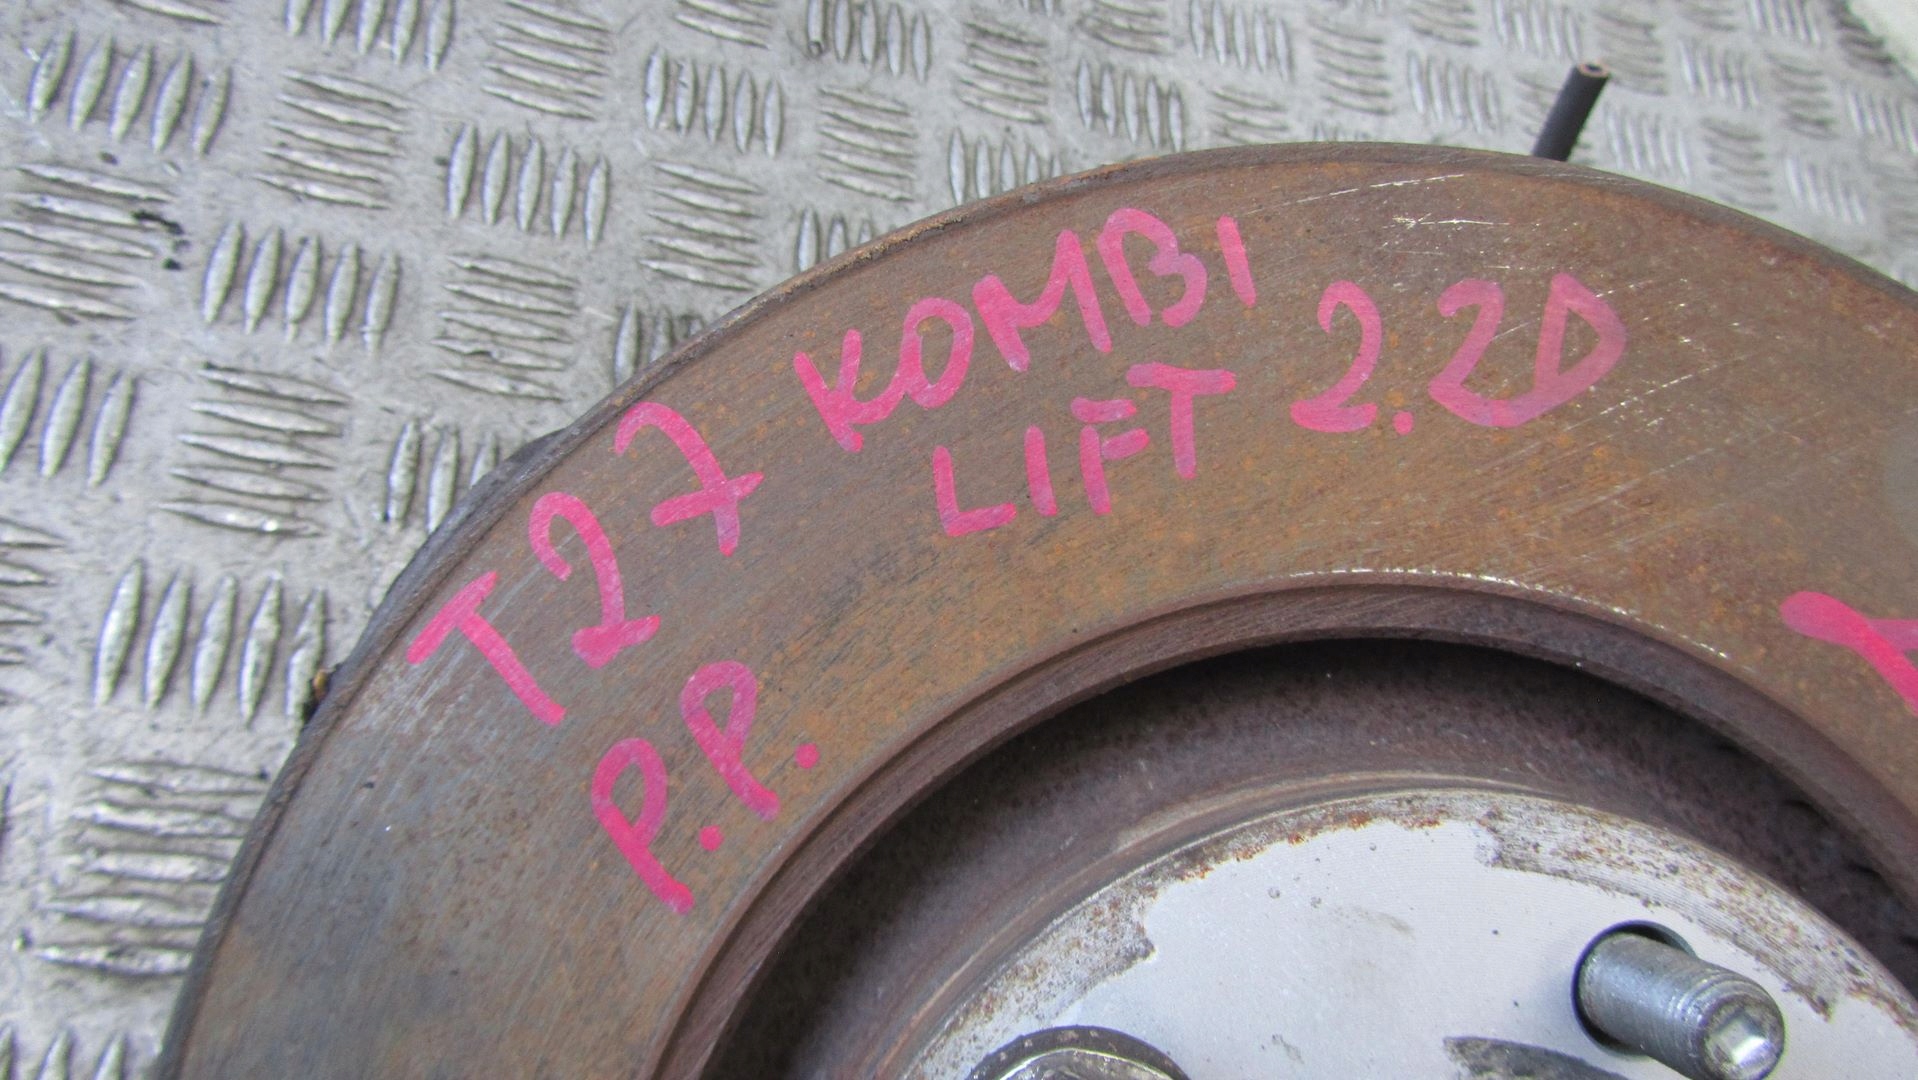 T27 KOMBI 2.2D
LIFT
P.P.